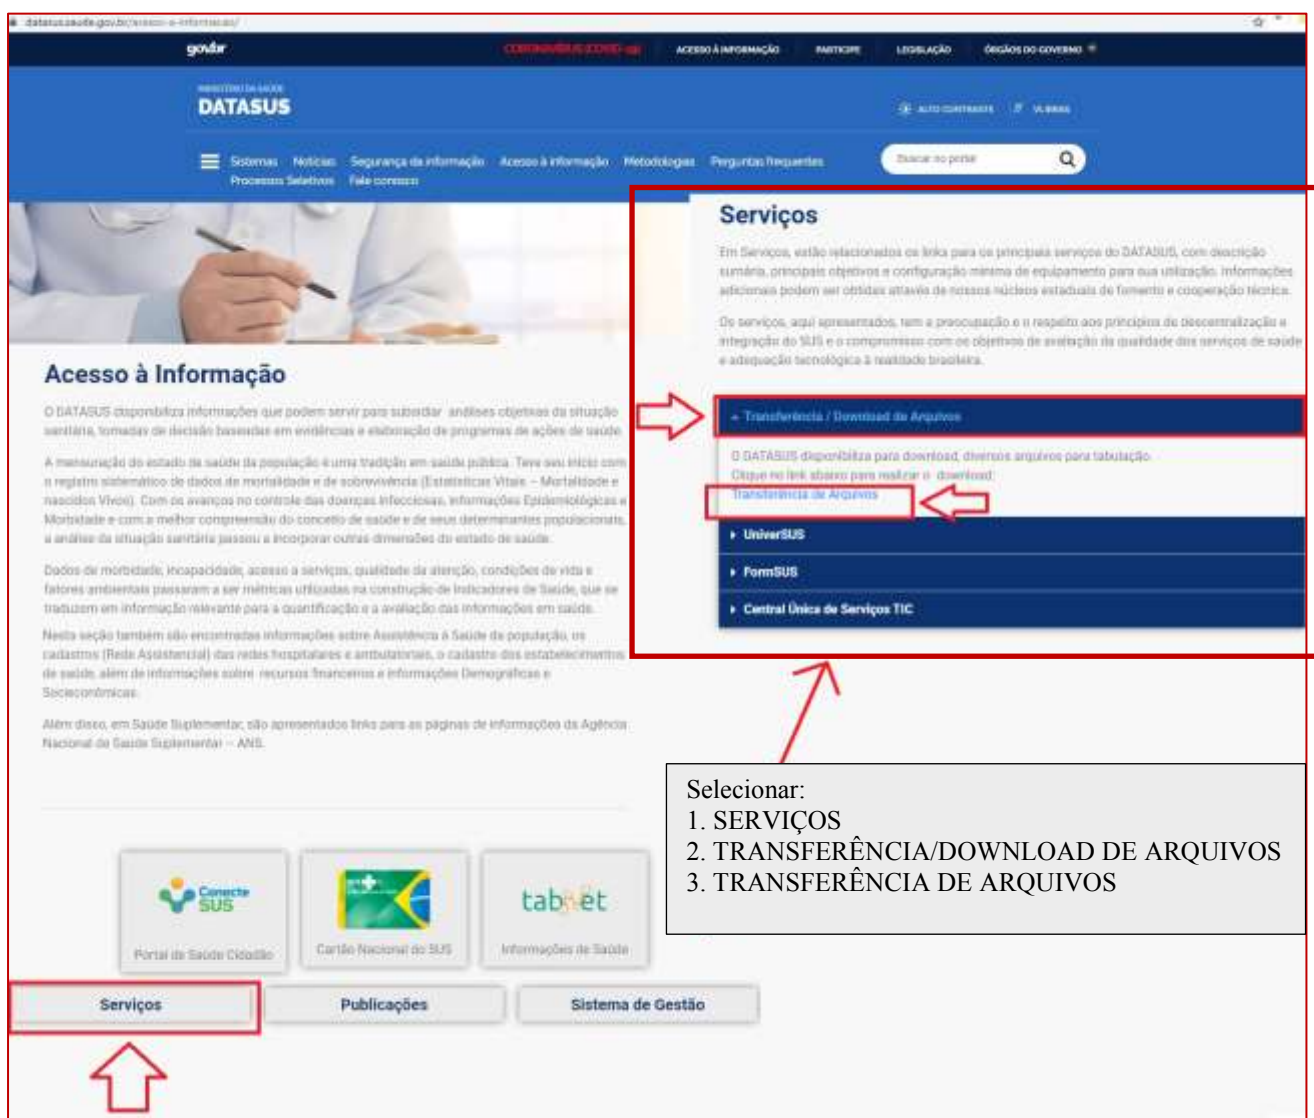 datasus.saude.gov.br/acesso-a-informacao/
govbr
CORONAVÍRUS (COVID-19)
ACESSO À INFORMAÇÃO
PARTICIPE
LEGISLAÇÃO
ÓRGÃOS DO GOVERNO
MINISTÉRIO DA SAÚDE
DATASUS
ALTO CONTRASTE
VLIBRAS
Sistemas Notícias Segurança da informação Acesso à informação Metodologias Perguntas frequentes
Processos Seletivos Fale conosco
Buscar no portal
Acesso à Informação
O DATASUS disponibiliza informações que podem servir para subsidiar análises objetivas da situação
sanitária, tomadas de decisão baseadas em evidências e elaboração de programas de ações de saúde.
A mensuração do estado de saúde da população é uma tradição em saúde pública. Teve seu início com
o registro sistemático de dados de mortalidade e de sobrevivência (Estatísticas Vitais – Mortalidade e
nascidos Vivos). Com os avanços no controle das doenças infecciosas, informações Epidemiológicas e
Morbidade e com a melhor compreensão do conceito de saúde e de seus determinantes populacionais,
a análise da situação sanitária passou a incorporar outras dimensões do estado de saúde.
Dados de morbidade, incapacidade, acesso a serviços, qualidade da atenção, condições de vida e
fatores ambientais passaram a ser métricas utilizadas na construção de Indicadores de Saúde, que se
traduzem em informação relevante para a quantificação e a avaliação das informações em saúde.
Nesta seção também são encontradas informações sobre Assistência à Saúde da população, os
cadastros (Rede Assistencial) das redes hospitalares e ambulatoriais, o cadastro dos estabelecimentos
de saúde, além de informações sobre recursos financeiros e informações Demográficas e
Socioeconômicas.
Além disso, em Saúde Suplementar, são apresentados links para as páginas de informações da Agência
Nacional de Saúde Suplementar – ANS.
Conecte
SUS
Portal de Saúde Cidadão
Cartão Nacional do SUS
tabnet
Informações de Saúde
Serviços
Publicações
Sistema de Gestão
Serviços
Em Serviços, estão relacionados os links para os principais serviços do DATASUS, com descrição
sumária, principais objetivos e configuração mínima de equipamento para sua utilização. Informações
adicionais podem ser obtidas através de nossos núcleos estaduais de fomento e cooperação técnica.
Os serviços, aqui apresentados, tem a preocupação e o respeito aos princípios de descentralização e
integração do SUS e o compromisso com os objetivos de avaliação da qualidade dos serviços de saúde
e adequação tecnológica à realidade brasileira.
Transferência / Download de Arquivos
O DATASUS disponibiliza para download, diversos arquivos para tabulação.
Clique no link abaixo para realizar o download:
Transferência de Arquivos
UniverSUS
FormSUS
Central Única de Serviços TIC
Selecionar:
1. SERVIÇOS
2. TRANSFERÊNCIA/DOWNLOAD DE ARQUIVOS
3. TRANSFERÊNCIA DE ARQUIVOS